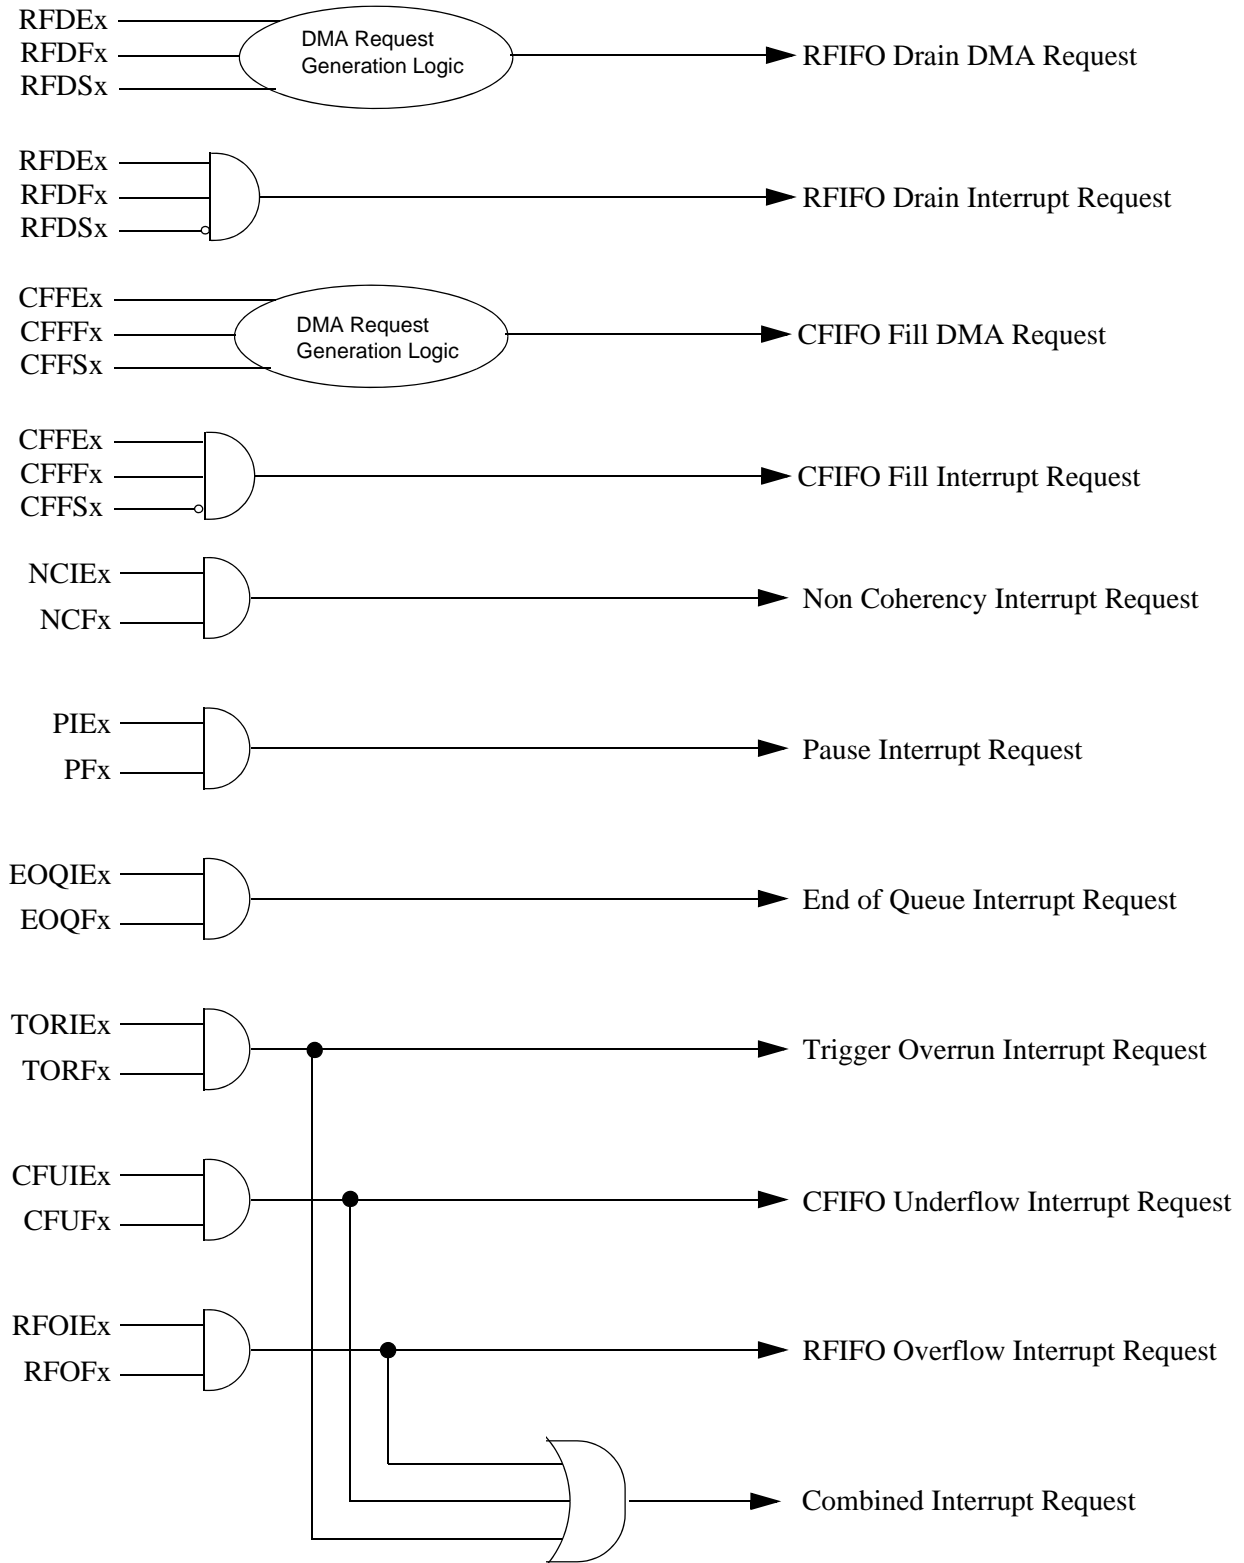 RFDEx
RFDFx
RFDSx
DMA Request
Generation Logic
RFIFO Drain DMA Request
RFDEx
RFDFx
RFDSx
RFIFO Drain Interrupt Request
CFFEx
CFFFx
CFFSx
DMA Request
Generation Logic
CFIFO Fill DMA Request
CFFEx
CFFFx
CFFSx
CFIFO Fill Interrupt Request
NCIEx
NCFx
Non Coherency Interrupt Request
PIEx
PFx
Pause Interrupt Request
EOQIEx
EOQFx
End of Queue Interrupt Request
TORIEx
TORFx
Trigger Overrun Interrupt Request
CFUIEx
CFUFx
CFIFO Underflow Interrupt Request
RFOIEx
RFOFx
RFIFO Overflow Interrupt Request
Combined Interrupt Request